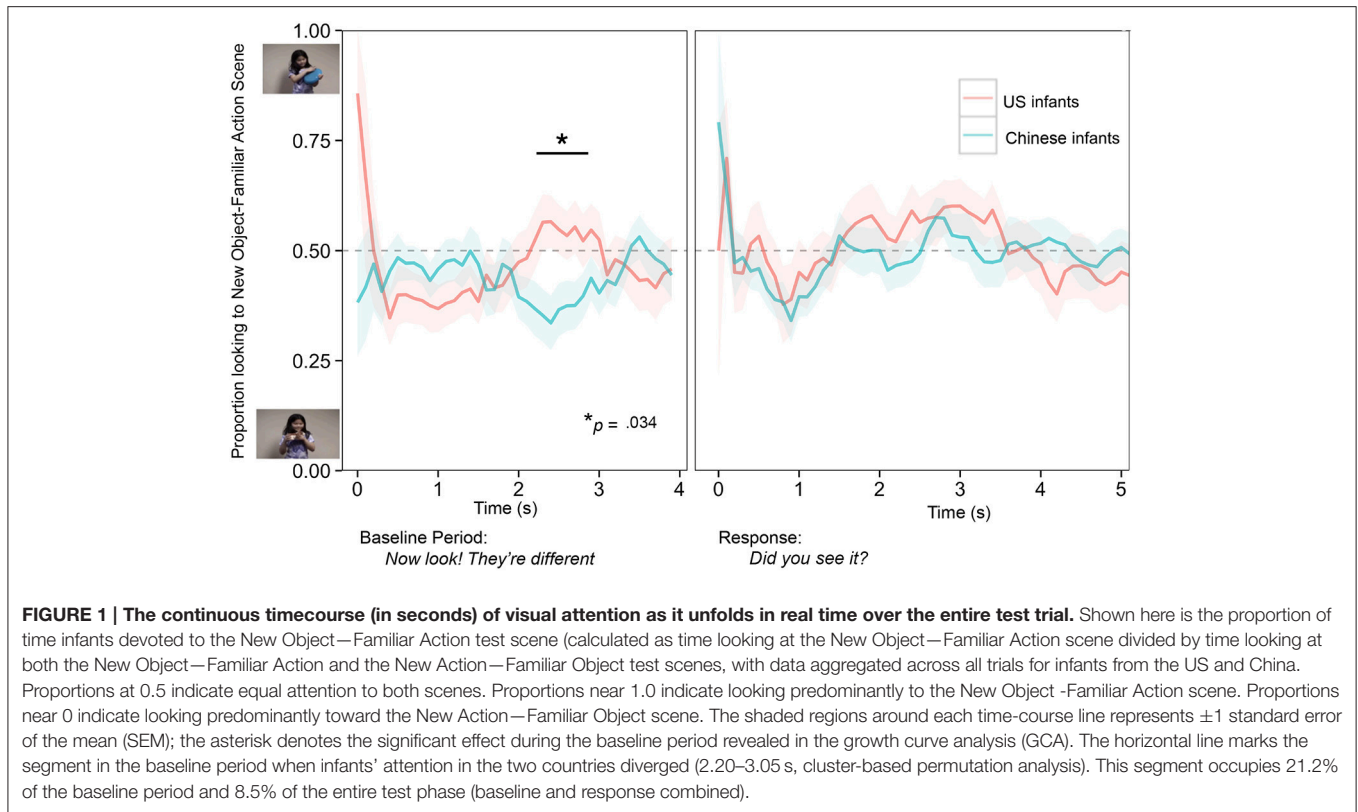 Proportion looking to New Object-Familiar Action Scene
1.00
0.75
0.50
0.25
0.00
*
*p = .034
0 1 2 3 4
Time (s)
Baseline Period:
Now look! They're different
US infants
Chinese infants
0 1 2 3 4 5
Time (s)
Response:
Did you see it?
FIGURE 1 | The continuous timecourse (in seconds) of visual attention as it unfolds in real time over the entire test trial. Shown here is the proportion of
time infants devoted to the New Object—Familiar Action test scene (calculated as time looking at the New Object—Familiar Action scene divided by time looking at
both the New Object—Familiar Action and the New Action—Familiar Object test scenes, with data aggregated across all trials for infants from the US and China.
Proportions at 0.5 indicate equal attention to both scenes. Proportions near 1.0 indicate looking predominantly to the New Object -Familiar Action scene. Proportions
near 0 indicate looking predominantly toward the New Action—Familiar Object scene. The shaded regions around each time-course line represents ±1 standard error
of the mean (SEM); the asterisk denotes the significant effect during the baseline period revealed in the growth curve analysis (GCA). The horizontal line marks the
segment in the baseline period when infants' attention in the two countries diverged (2.20–3.05 s, cluster-based permutation analysis). This segment occupies 21.2%
of the baseline period and 8.5% of the entire test phase (baseline and response combined).